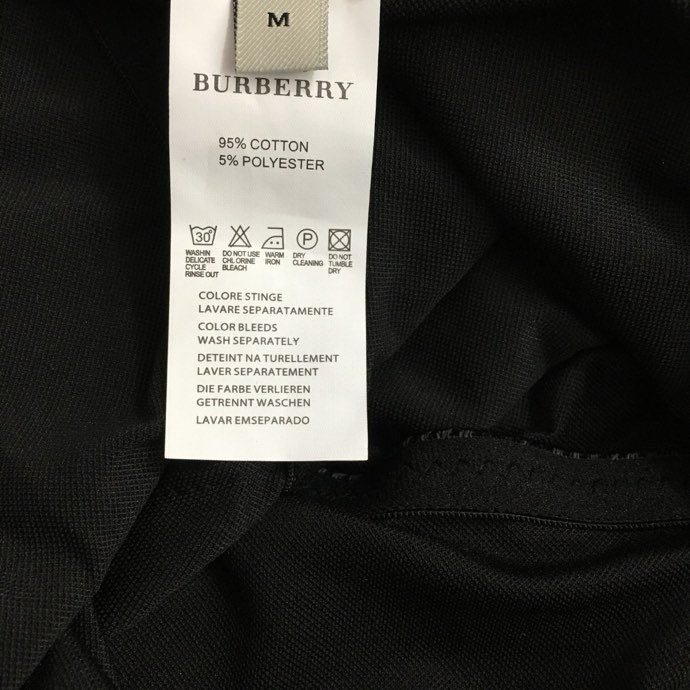 M
BURBERRY
95% COTTON
5% POLYESTER
30°
P
WASHIN
DELICATE
CYCLE
RINSE OUT
DO NOT USE
CHLORINE
BLEACH
WARM
IRON
DRY
CLEANING
DO NOT
TUMBLE
DRY
COLORE STINGE
LAVARE SEPARATAMENTE
COLOR BLEEDS
WASH SEPARATELY
DETEINT NA TURELLEMENT
LAVER SEPARATEMENT
DIE FARBE VERLIEREN
GETRENNT WASCHEN
LAVAR EMSEPARADO